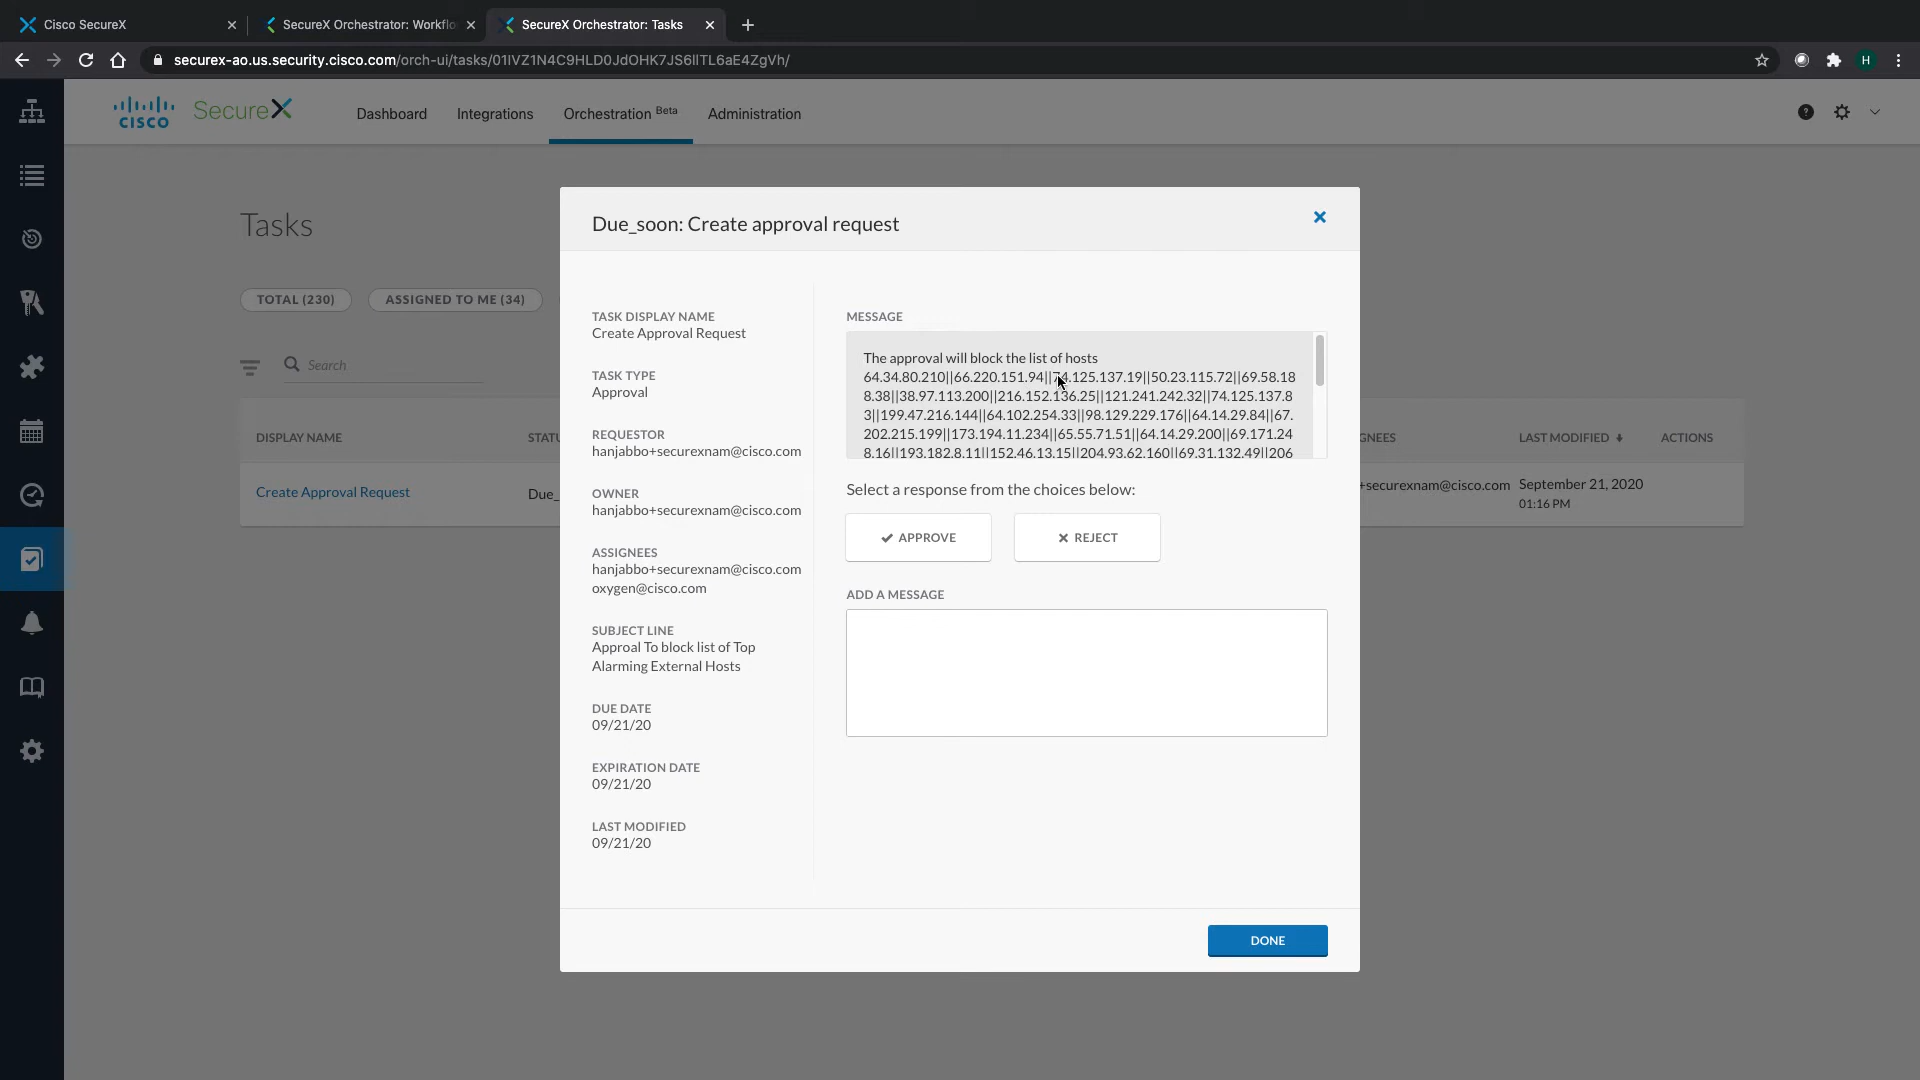 Cisco SecureX
SecureX Orchestrator: Workflo
SecureX Orchestrator: Tasks
securex-ao.us.security.cisco.com/orch-ui/tasks/01IVZ1N4C9HLD0JdOHK7JS6IlTL6aE4ZgVh/
H
cisco
SecureX
Dashboard
Integrations
Orchestration Beta
Administration
Tasks
TOTAL (230)
ASSIGNED TO ME (34)
Search
DISPLAY NAME
STATU
GNEES
LAST MODIFIED
ACTIONS
Create Approval Request
Due_
+securexnam@cisco.com
September 21, 2020
01:16 PM
Due_soon: Create approval request
TASK DISPLAY NAME
Create Approval Request
TASK TYPE
Approval
REQUESTOR
hanjabbo+securexnam@cisco.com
OWNER
hanjabbo+securexnam@cisco.com
ASSIGNEES
hanjabbo+securexnam@cisco.com
oxygen@cisco.com
SUBJECT LINE
Approal To block list of Top
Alarming External Hosts
DUE DATE
09/21/20
EXPIRATION DATE
09/21/20
LAST MODIFIED
09/21/20
MESSAGE
The approval will block the list of hosts
64.34.80.210||66.220.151.94||74.125.137.19||50.23.115.72||69.58.18
8.38||38.97.113.200||216.152.136.25||121.241.242.32||74.125.137.8
3||199.47.216.144||64.102.254.33||98.129.229.176||64.14.29.84||67.
202.215.199||173.194.11.234||65.55.71.51||64.14.29.200||69.171.24
8.16||193.182.8.11||152.46.13.15||204.93.62.160||69.31.132.49||206
Select a response from the choices below:
APPROVE
REJECT
ADD A MESSAGE
DONE